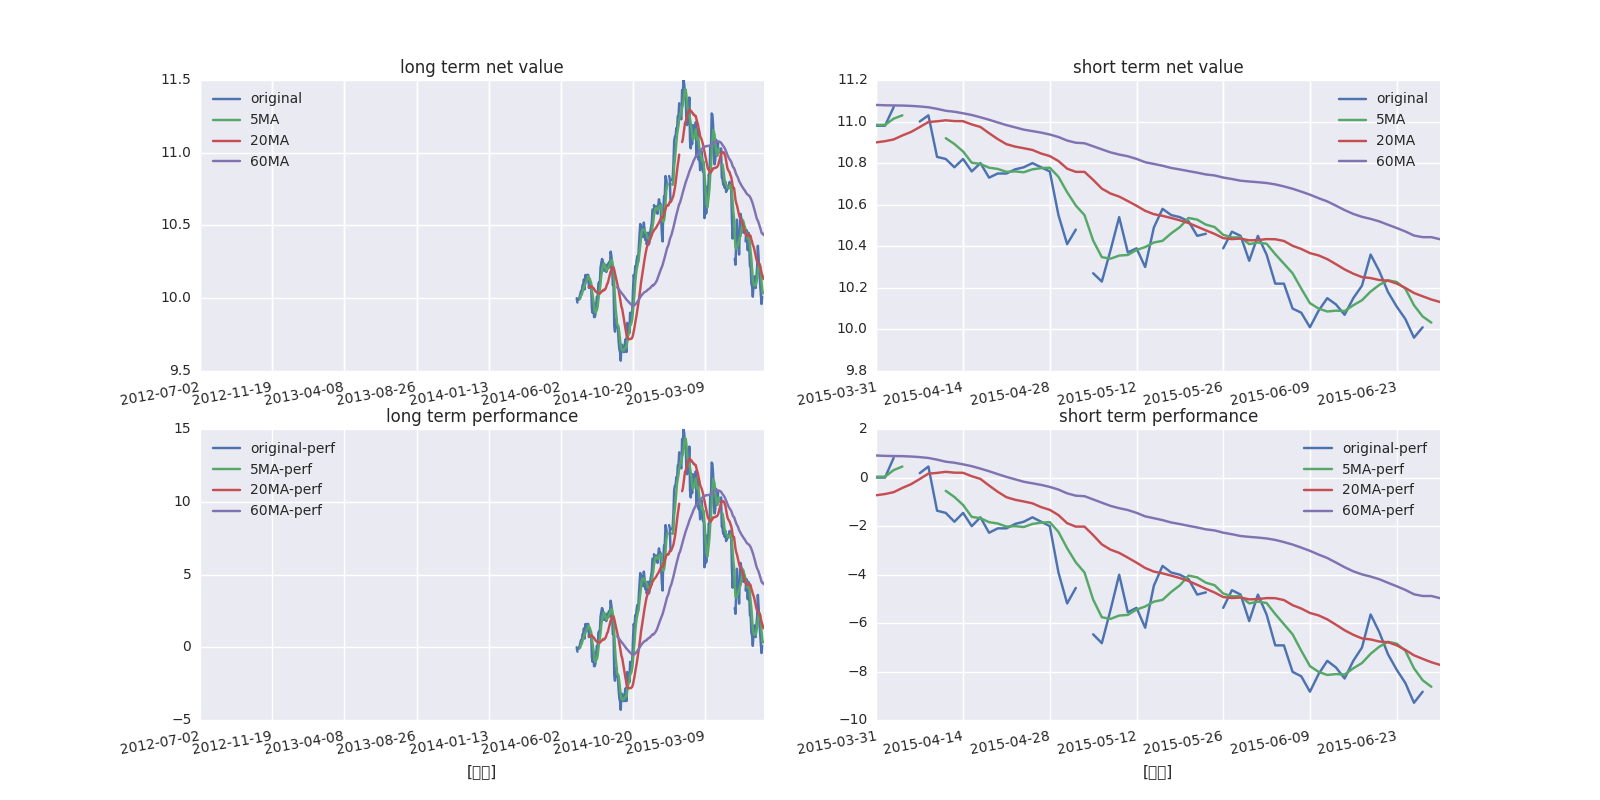 long term net value
11.5
11.0
10.5
10.0
9.5
original
5MA
20MA
60MA
2012-07-02 2012-11-19 2013-04-08 2013-08-26 2014-01-13 2014-06-02 2014-10-20 2015-03-09
short term net value
11.2
11.0
10.8
10.6
10.4
10.2
10.0
9.8
original
5MA
20MA
60MA
2015-03-31 2015-04-14 2015-04-28 2015-05-12 2015-05-26 2015-06-09 2015-06-23
long term performance
15
10
5
0
−5
original-perf
5MA-perf
20MA-perf
60MA-perf
2012-07-02 2012-11-19 2013-04-08 2013-08-26 2014-01-13 2014-06-02 2014-10-20 2015-03-09
short term performance
2
0
−2
−4
−6
−8
−10
original-perf
5MA-perf
20MA-perf
60MA-perf
2015-03-31 2015-04-14 2015-04-28 2015-05-12 2015-05-26 2015-06-09 2015-06-23